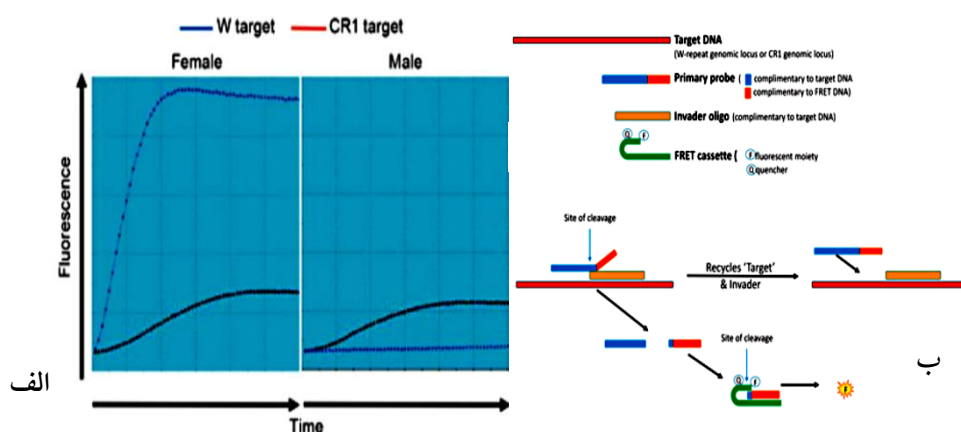 W target CR1 target
Female Male
Fluorescence
Time
الف
Target DNA
(W-repeat genomic locus or CR1 genomic locus)
Primary probe ( complimentary to target DNA
complimentary to FRET DNA)
Invader oligo (complimentary to target DNA)
Q F
FRET cassette ( F fluorescent moiety
Q quencher
Site of cleavage
Recycles 'Target'
& Invader
Site of cleavage
Q F
F
ب